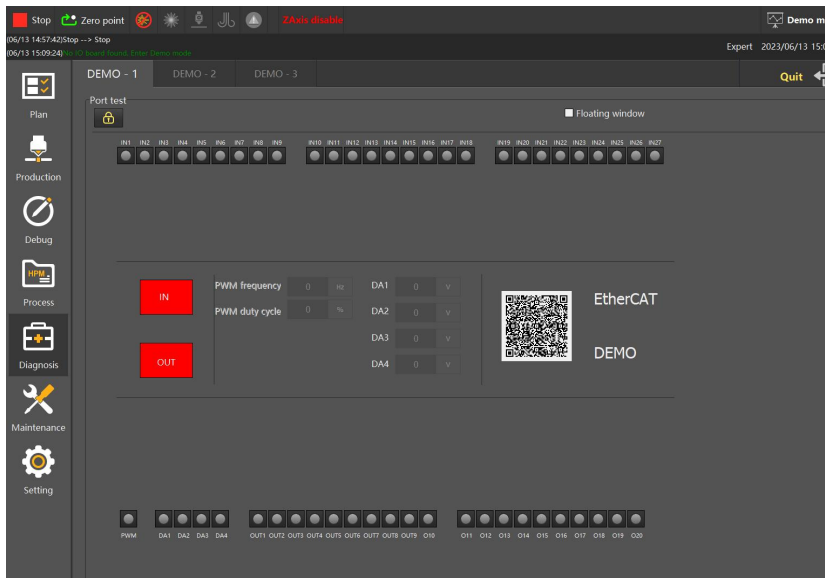 Stop Zero point ZAxis disable Demo m
(06/13 14:57:42)Stop --> Stop
(06/13 15:09:24)No IO board found, Enter Demo mode
Expert 2023/06/13 15:0
DEMO - 1 DEMO - 2 DEMO - 3 Quit
Plan
Production
Debug
HPM
Process
Diagnosis
Maintenance
Setting
Port test
Floating window
IN1 IN2 IN3 IN4 IN5 IN6 IN7 IN8 IN9 IN10 IN11 IN12 IN13 IN14 IN15 IN16 IN17 IN18 IN19 IN20 IN21 IN22 IN23 IN24 IN25 IN26 IN27
IN PWM frequency 0 Hz DA1 0 V
PWM duty cycle 0 % DA2 0 V
DA3 0 V
OUT DA4 0 V
EtherCAT
DEMO
PWM DA1 DA2 DA3 DA4 OUT1 OUT2 OUT3 OUT4 OUT5 OUT6 OUT7 OUT8 OUT9 O10 O11 O12 O13 O14 O15 O16 O17 O18 O19 O20